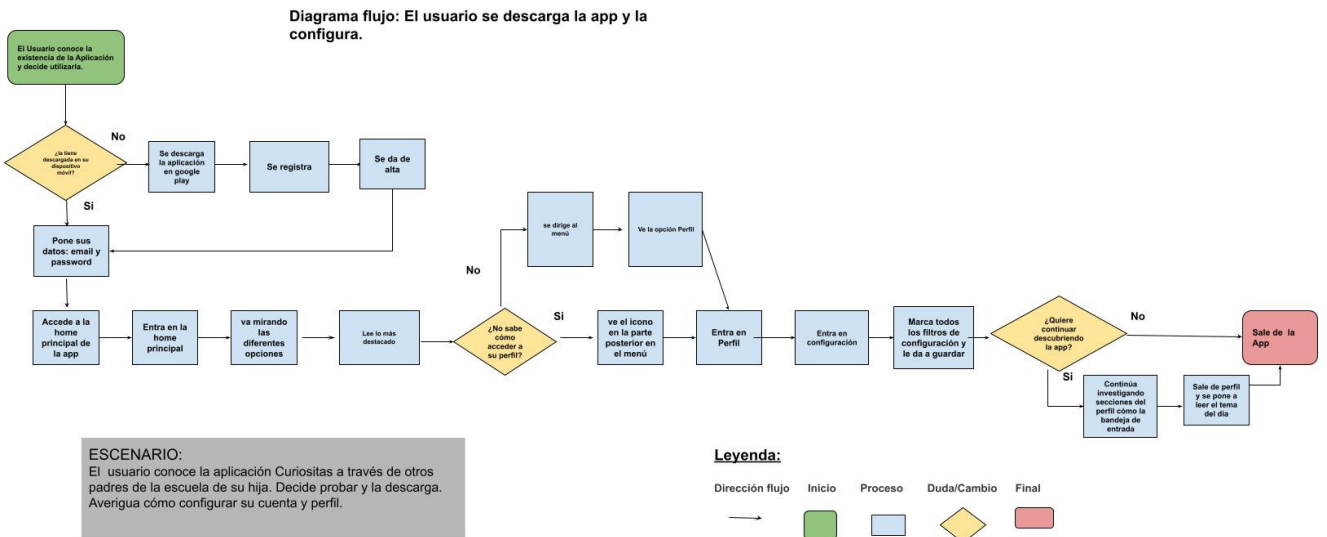 Diagrama flujo: El usuario se descarga la app y la
configura.
El Usuario conoce la
existencia de la Aplicación
y decide utilizarla.
¿la tiene
descargada en su
dispositivo
móvil?
No
Se descarga
la aplicación
en google
play
Se registra
Se da de
alta
Si
Pone sus
datos: email y
password
se dirige al
menú
Ve la opción Perfil
No
Accede a la
home
principal de
la app
Entra en la
home
principal
va mirando
las
diferentes
opciones
Lee lo más
destacado
¿No sabe
cómo
acceder a
su perfil?
Si
ve el icono
en la parte
posterior en
el menú
Entra en
Perfil
Entra en
configuración
Marca todos
los filtros de
configuración y
le da a guardar
¿Quiere
continuar
descubriendo
la app?
No
Sale de la
App
Si
Continúa
investigando
secciones del
perfil cómo la
bandeja de
entrada
Sale de perfil
y se pone a
leer el tema
del día
ESCENARIO:
El usuario conoce la aplicación Curiositas a través de otros
padres de la escuela de su hija. Decide probar y la descarga.
Averigua cómo configurar su cuenta y perfil.
Leyenda:
Dirección flujo
Inicio
Proceso
Duda/Cambio
Final